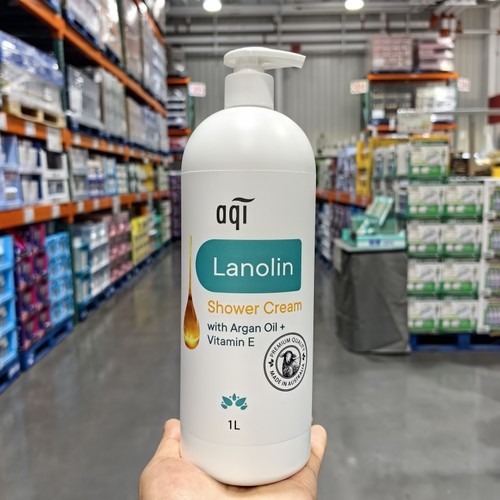 aqi
Lanolin
Shower Cream
with Argan Oil +
Vitamin E
PREMIUM QUALITY
MADE IN AUSTRALIA
1L